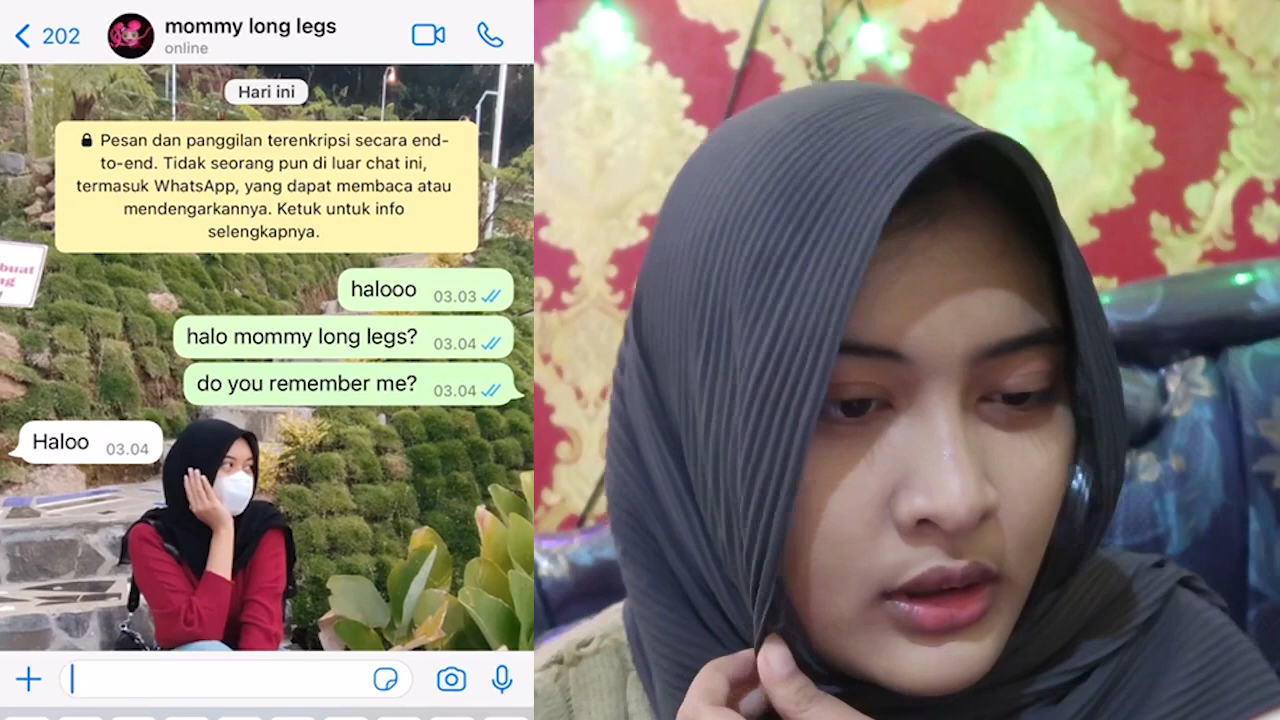 202
mommy long legs
online
Hari ini
Pesan dan panggilan terenkripsi secara end-
to-end. Tidak seorang pun di luar chat ini,
termasuk WhatsApp, yang dapat membaca atau
mendengarkannya. Ketuk untuk info
selengkapnya.
buat
halooo 03.03
halo mommy long legs? 03.04
do you remember me? 03.04
Haloo 03.04